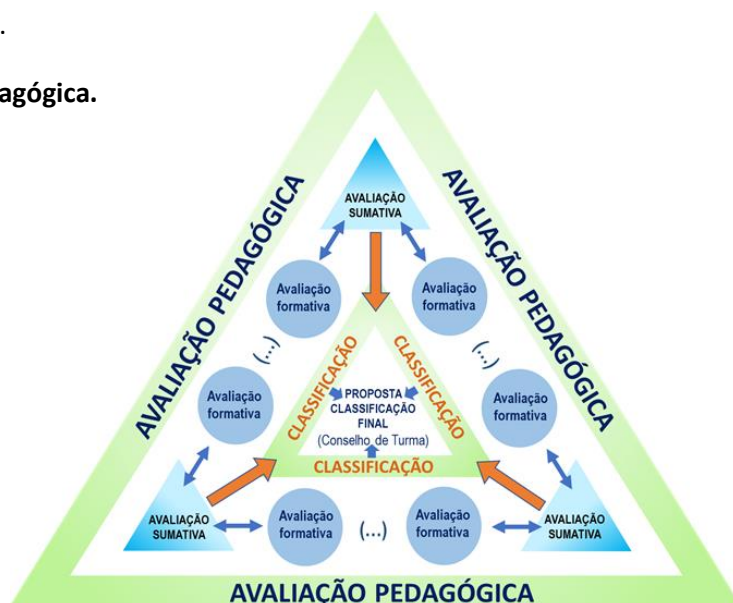 .
agógica.
AVALIAÇÃO PEDAGÓGICA
AVALIAÇÃO PEDAGÓGICA
AVALIAÇÃO
SUMATIVA
Avaliação
formativa
Avaliação
formativa
(...)
(...)
CLASSIFICAÇÃO
CLASSIFICAÇÃO
PROPOSTA
CLASSIFICAÇÃO
FINAL
(Conselho de Turma)
Avaliação
formativa
Avaliação
formativa
CLASSIFICAÇÃO
AVALIAÇÃO
SUMATIVA
Avaliação
formativa
(...)
Avaliação
formativa
AVALIAÇÃO
SUMATIVA
AVALIAÇÃO PEDAGÓGICA